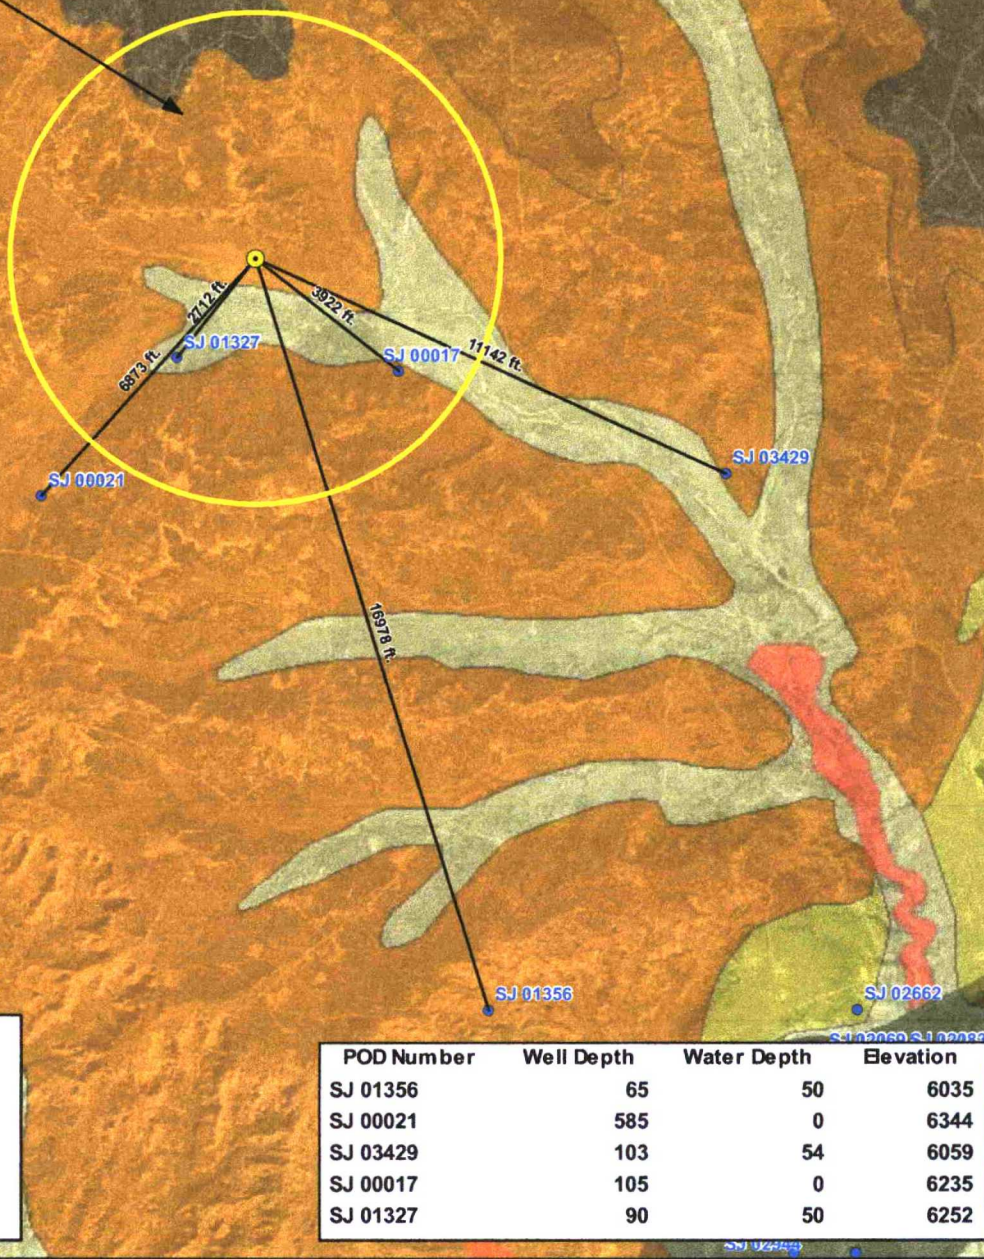 2712 ft.
3922 ft.
SJ 01327
SJ 00017
11142 ft.
6873 ft.
SJ 03429
SJ 00021
16978 ft.
SJ 01356
SJ 02662
POD Number Well Depth Water Depth Elevation
SJ 01356 65 50 6035
SJ 00021 585 0 6344
SJ 03429 103 54 6059
SJ 00017 105 0 6235
SJ 01327 90 50 6252